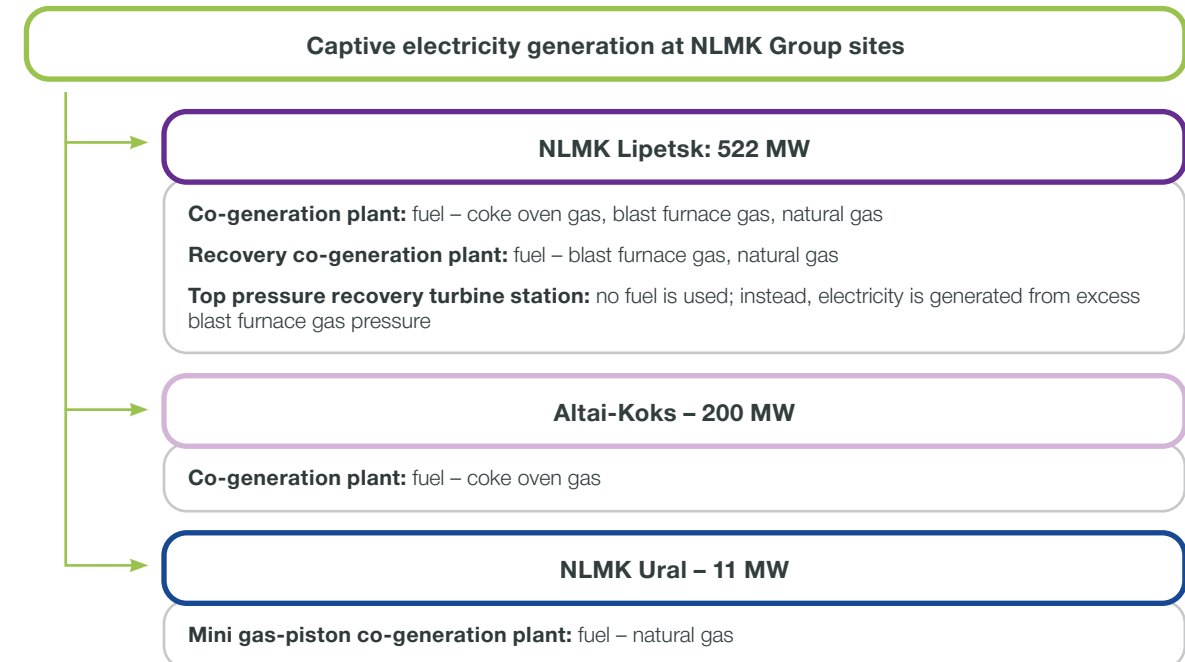 Captive electricity generation at NLMK Group sites
NLMK Lipetsk: 522 MW
Co-generation plant: fuel – coke oven gas, blast furnace gas, natural gas
Recovery co-generation plant: fuel – blast furnace gas, natural gas
Top pressure recovery turbine station: no fuel is used; instead, electricity is generated from excess
blast furnace gas pressure
Altai-Koks – 200 MW
Co-generation plant: fuel – coke oven gas
NLMK Ural – 11 MW
Mini gas-piston co-generation plant: fuel – natural gas